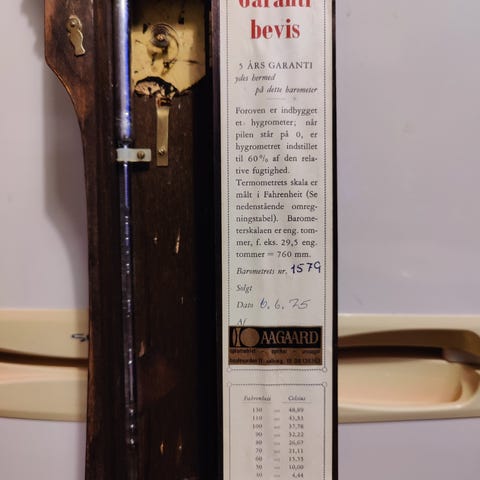 Garanti
bevis
5 ÅRS GARANTI
ydes hermed
på dette barometer
Foroven er indbygget
et hygrometer; når
pilen står på 0, er
hygrometret indstillet
til 60% af den rela-
tive fugtighed.
Termometrets skala er
målt i Fahrenheit (Se
nedenstående omreg-
ningstabel). Barome-
terskalaen er eng. tom-
mer, f. eks. 29,5 eng.
tommer = 760 mm.
Barometrets nr. 1579
Solgt
Dato 6.6.75
Af
AAGAARD
Fahrenheit Celsius
130 48,89
110 43,33
100 37,78
90 32,22
80 26,67
70 21,11
60 15,55
50 10,00
4,44